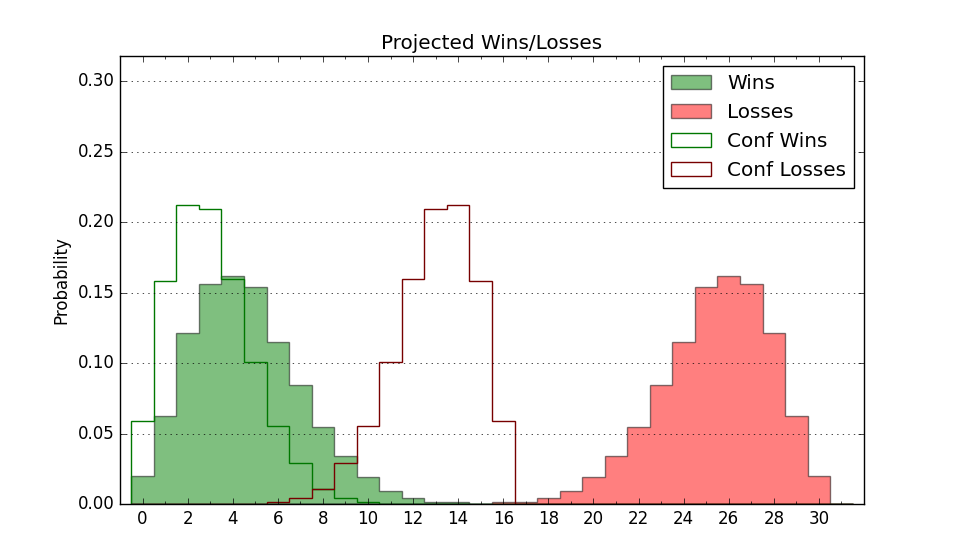 Projected Wins/Losses
0.30
0.25
0.20
0.15
0.10
0.05
0.00
Probability
Wins
Losses
Conf Wins
Conf Losses
0 2 4 6 8 10 12 14 16 18 20 22 24 26 28 30